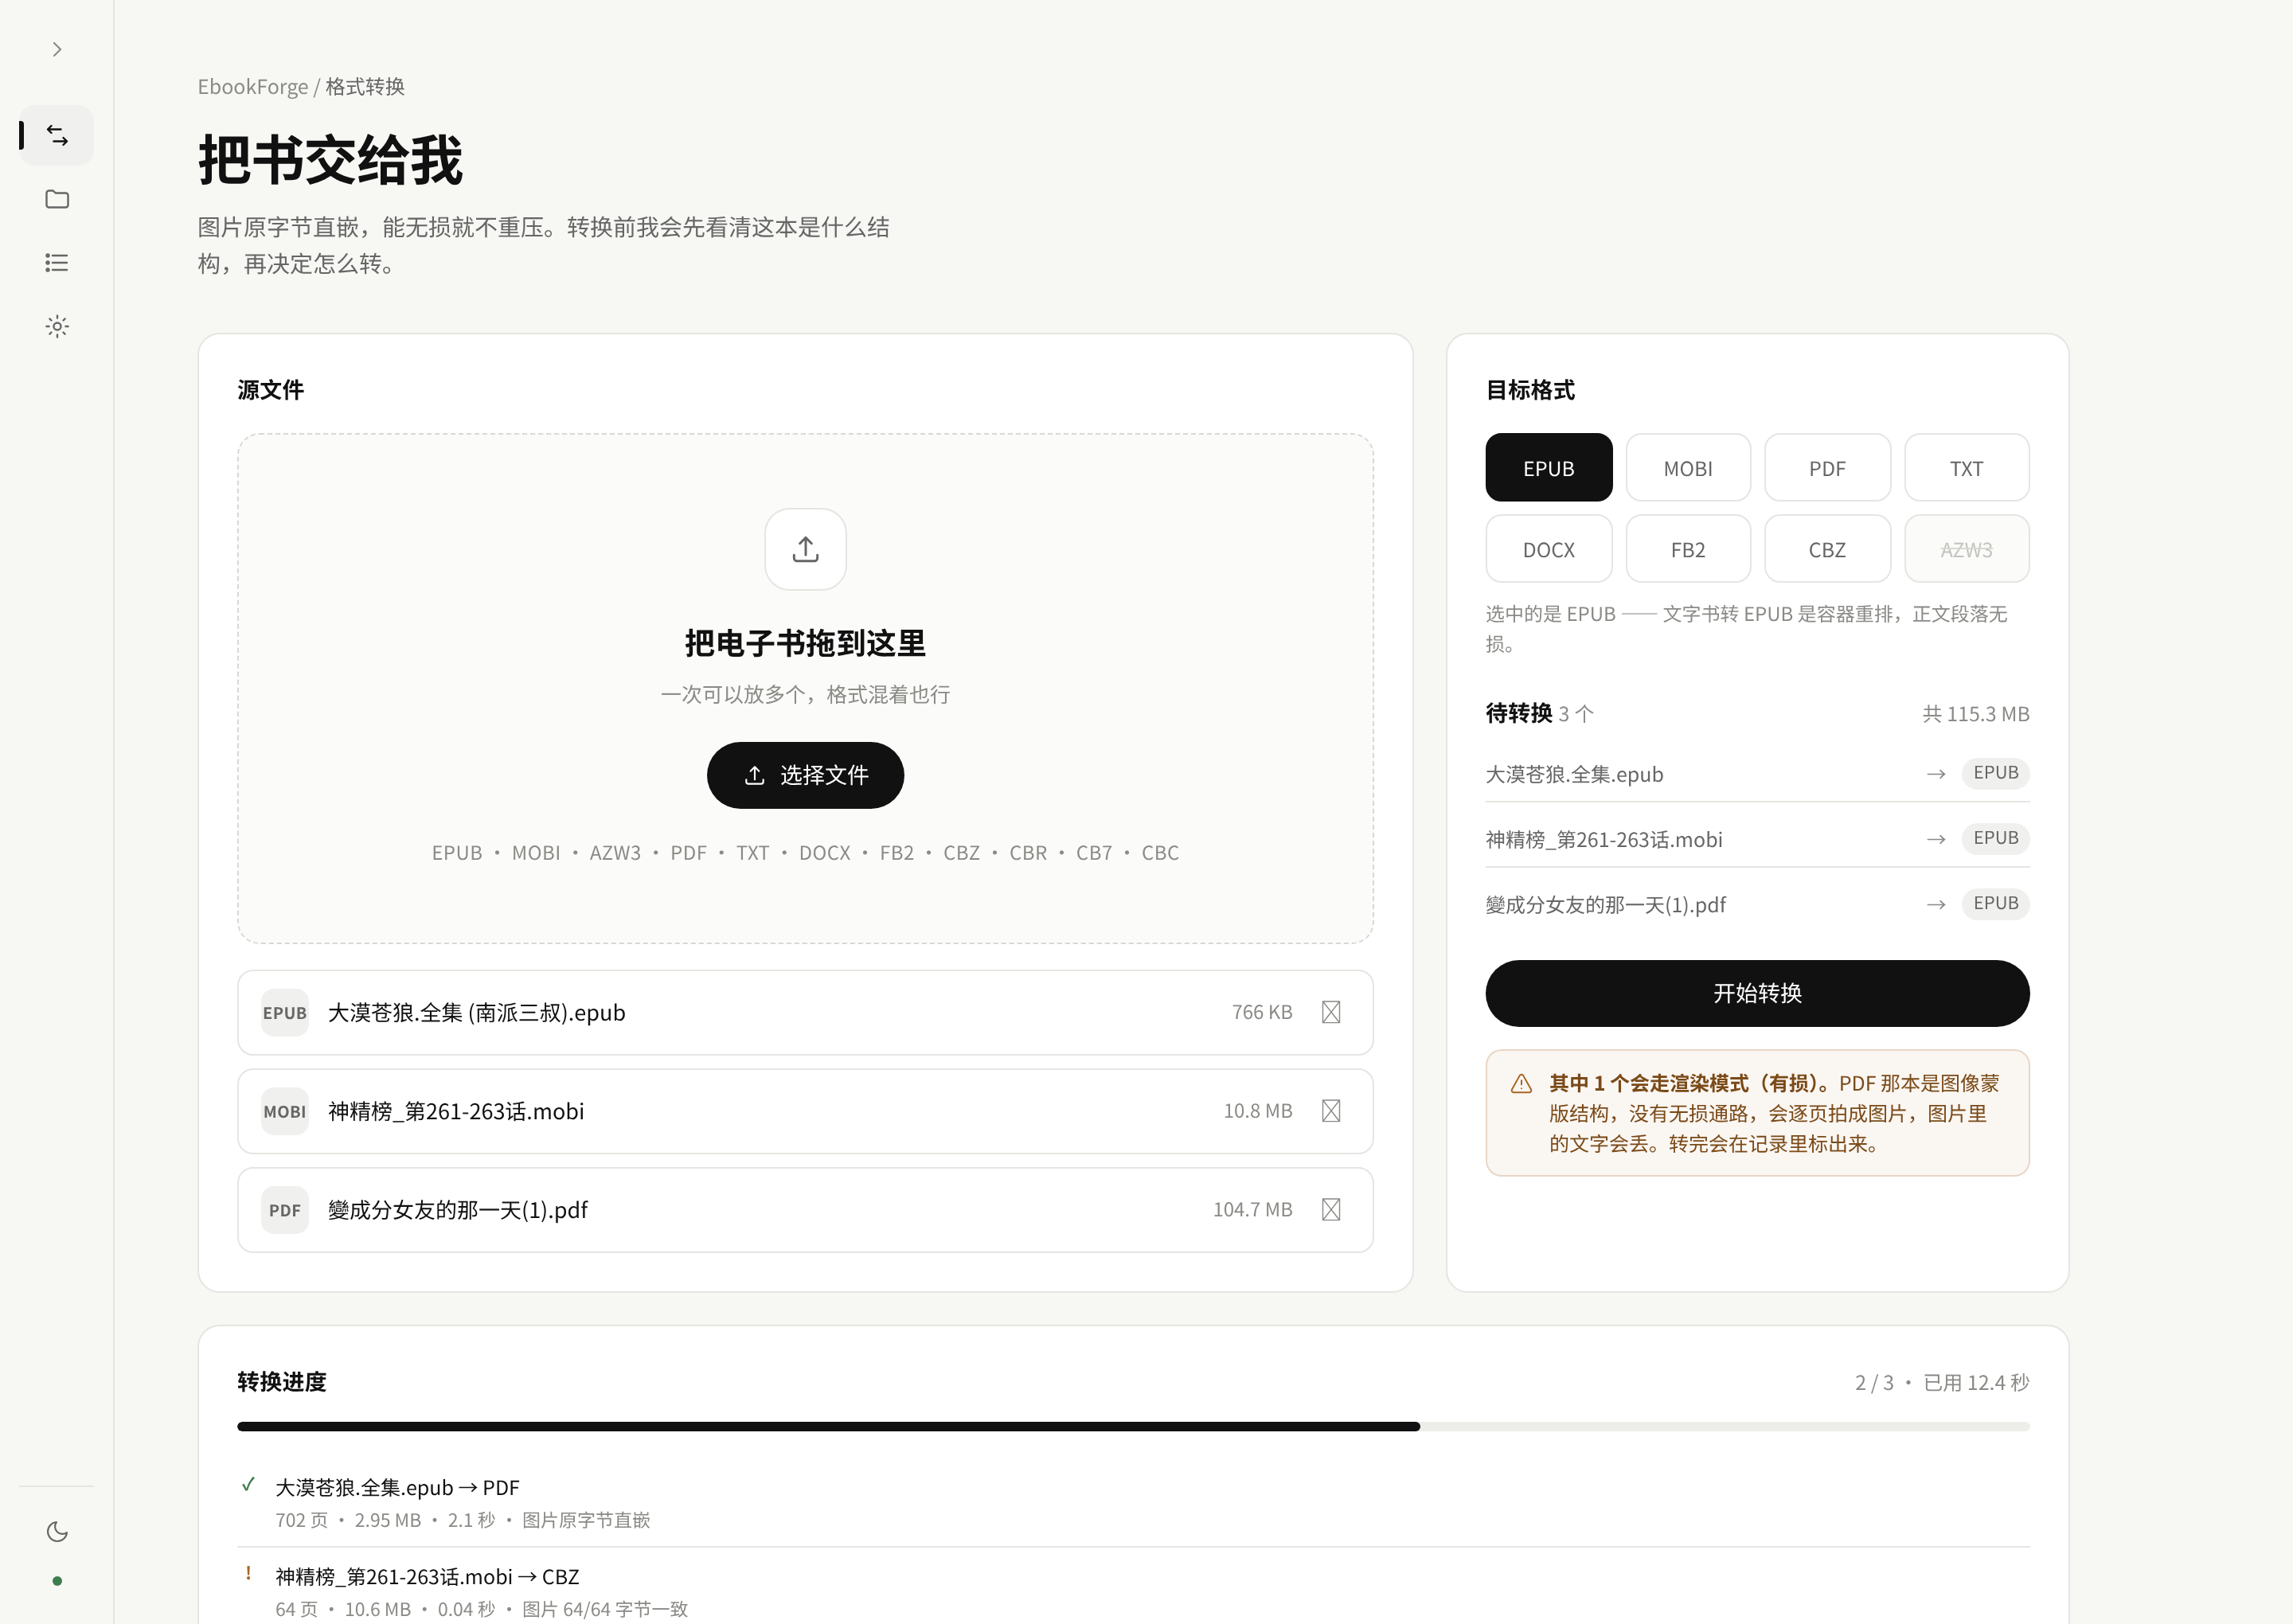 EbookForge / 格式转换
把书交给我
图片原字节直嵌，能无损就不重压。转换前我会先看清这本是什么结
构，再决定怎么转。
源文件
把电子书拖到这里
一次可以放多个，格式混着也行
选择文件
EPUB · MOBI · AZW3 · PDF · TXT · DOCX · FB2 · CBZ · CBR · CB7 · CBC
EPUB 大漠苍狼.全集 (南派三叔).epub 766 KB
MOBI 神精榜_第261-263话.mobi 10.8 MB
PDF 變成分女友的那一天(1).pdf 104.7 MB
目标格式
EPUB MOBI PDF TXT
DOCX FB2 CBZ AZW3
选中的是 EPUB —— 文字书转 EPUB 是容器重排，正文段落无
损。
待转换 3 个 共 115.3 MB
大漠苍狼.全集.epub → EPUB
神精榜_第261-263话.mobi → EPUB
變成分女友的那一天(1).pdf → EPUB
开始转换
其中 1 个会走渲染模式（有损）。PDF 那本是图像蒙
版结构，没有无损通路，会逐页拍成图片，图片里
的文字会丢。转完会在记录里标出来。
转换进度 2 / 3 · 已用 12.4 秒
✓ 大漠苍狼.全集.epub → PDF
702 页 · 2.95 MB · 2.1 秒 · 图片原字节直嵌
! 神精榜_第261-263话.mobi → CBZ
64 页 · 10.6 MB · 0.04 秒 · 图片 64/64 字节一致